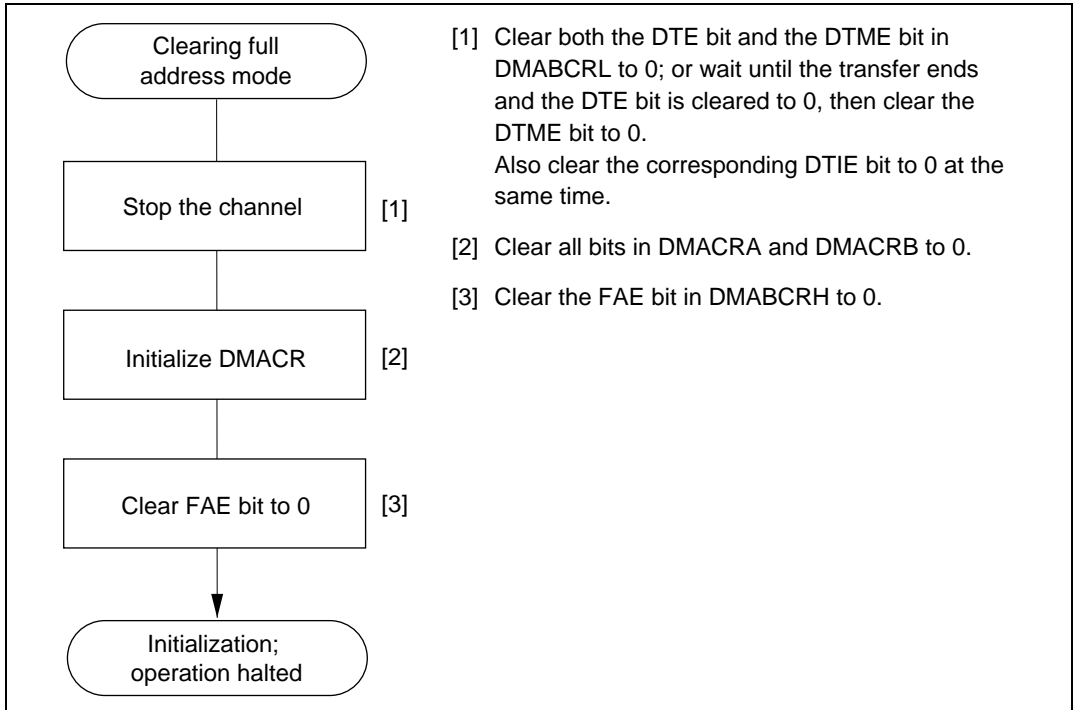 Clearing full
address mode
Stop the channel
[1]
Initialize DMACR
[2]
Clear FAE bit to 0
[3]
Initialization;
operation halted
[1] Clear both the DTE bit and the DTME bit in
DMABCRL to 0; or wait until the transfer ends
and the DTE bit is cleared to 0, then clear the
DTME bit to 0.
Also clear the corresponding DTIE bit to 0 at the
same time.
[2] Clear all bits in DMACRA and DMACRB to 0.
[3] Clear the FAE bit in DMABCRH to 0.